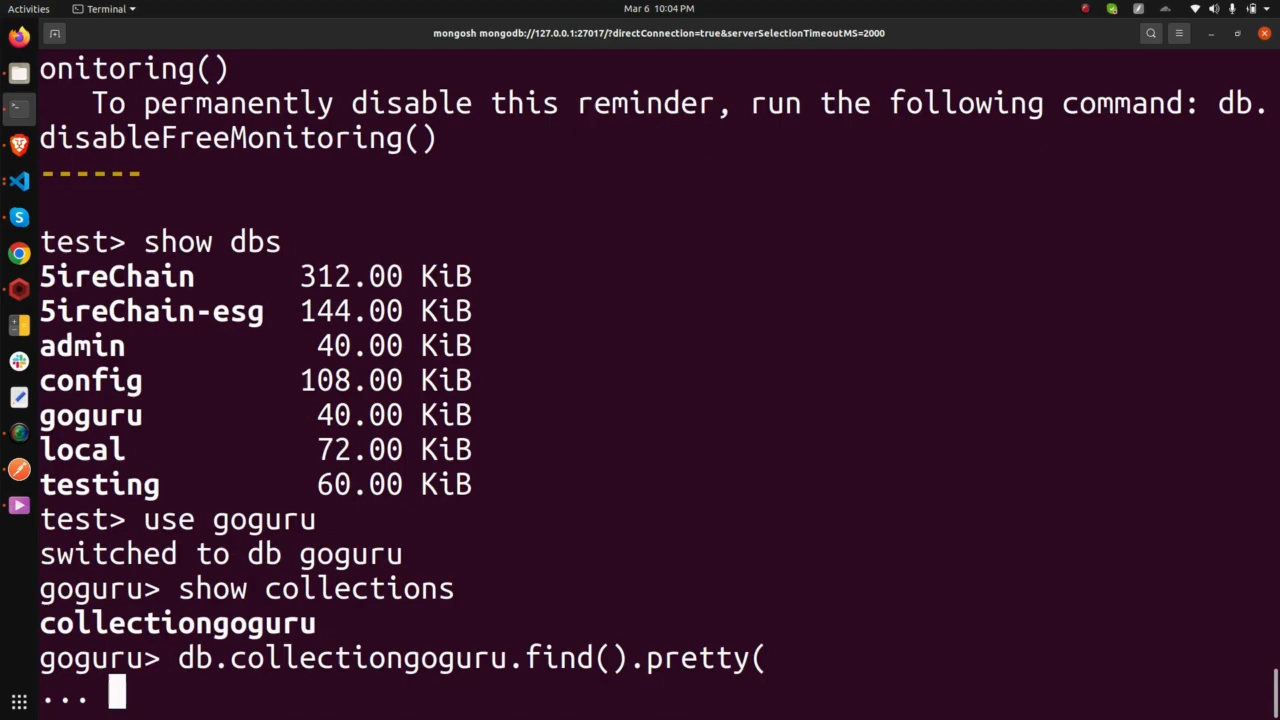 Activities
Terminal
Mar 6 10:04 PM
mongosh mongodb://127.0.0.1:27017/?directConnection=true&serverSelectionTimeoutMS=2000
onitoring()
   To permanently disable this reminder, run the following command: db.
disableFreeMonitoring()
------
test> show dbs
5ireChain 312.00 KiB
5ireChain-esg 144.00 KiB
admin 40.00 KiB
config 108.00 KiB
goguru 40.00 KiB
local 72.00 KiB
testing 60.00 KiB
test> use goguru
switched to db goguru
goguru> show collections
collectiongoguru
goguru> db.collectiongoguru.find().pretty(
...